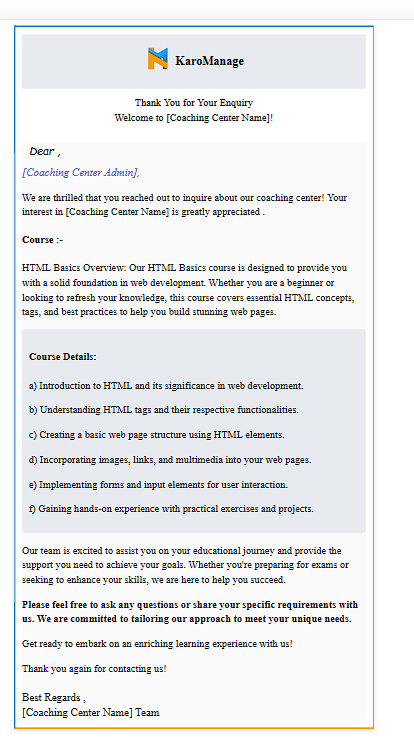 KaroManage
Thank You for Your Enquiry
Welcome to [Coaching Center Name]!
Dear ,
[Coaching Center Admin],
We are thrilled that you reached out to inquire about our coaching center! Your
interest in [Coaching Center Name] is greatly appreciated .
Course :-
HTML Basics Overview: Our HTML Basics course is designed to provide you
with a solid foundation in web development. Whether you are a beginner or
looking to refresh your knowledge, this course covers essential HTML concepts,
tags, and best practices to help you build stunning web pages.
Course Details:
a) Introduction to HTML and its significance in web development.
b) Understanding HTML tags and their respective functionalities.
c) Creating a basic web page structure using HTML elements.
d) Incorporating images, links, and multimedia into your web pages.
e) Implementing forms and input elements for user interaction.
f) Gaining hands-on experience with practical exercises and projects.
Our team is excited to assist you on your educational journey and provide the
support you need to achieve your goals. Whether you're preparing for exams or
seeking to enhance your skills, we are here to help you succeed.
Please feel free to ask any questions or share your specific requirements with
us. We are committed to tailoring our approach to meet your unique needs.
Get ready to embark on an enriching learning experience with us!
Thank you again for contacting us!
Best Regards ,
[Coaching Center Name] Team